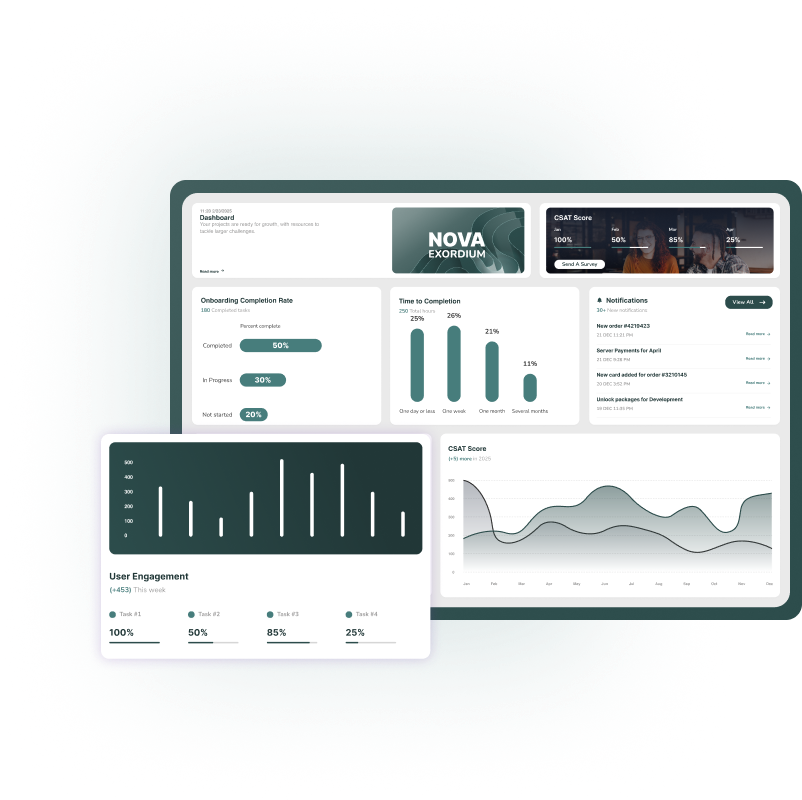 Dashboard
Your projects are ready for growth, with resources to
tackle larger challenges.
Read more
NOVA
EXORDIUM
CSAT Score
Jan Feb Mar Apr
100% 50% 85% 25%
Send A Survey
Onboarding Completion Rate
180 Completed tasks
Percent complete
Completed 50%
In Progress 30%
Not started 20%
Time to Completion
250 Total hours
25% 26% 21% 11%
One day or less One week One month Several months
Notifications
View All
30+ New notifications
New order #4219423
21 DEC 11:01 PM Read more
Server Payments for April
21 DEC 9:28 PM Read more
New card added for order #3210145
20 DEC 3:52 PM Read more
Unlock packages for Development
18 DEC 11:35 PM Read more
500
400
300
200
100
0
User Engagement
(+453) This week
Task #1 Task #2 Task #3 Task #4
100% 50% 85% 25%
CSAT Score
(+5) more in 2025
500
400
300
200
100
0
Jan Feb Mar Apr May Jun Jul Aug Sep Oct Nov Dec